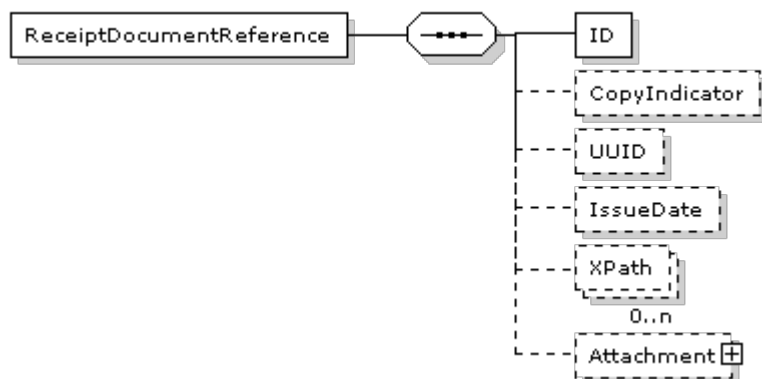 ReceiptDocumentReference
ID
CopyIndicator
UUID
IssueDate
XPath
0..n
Attachment